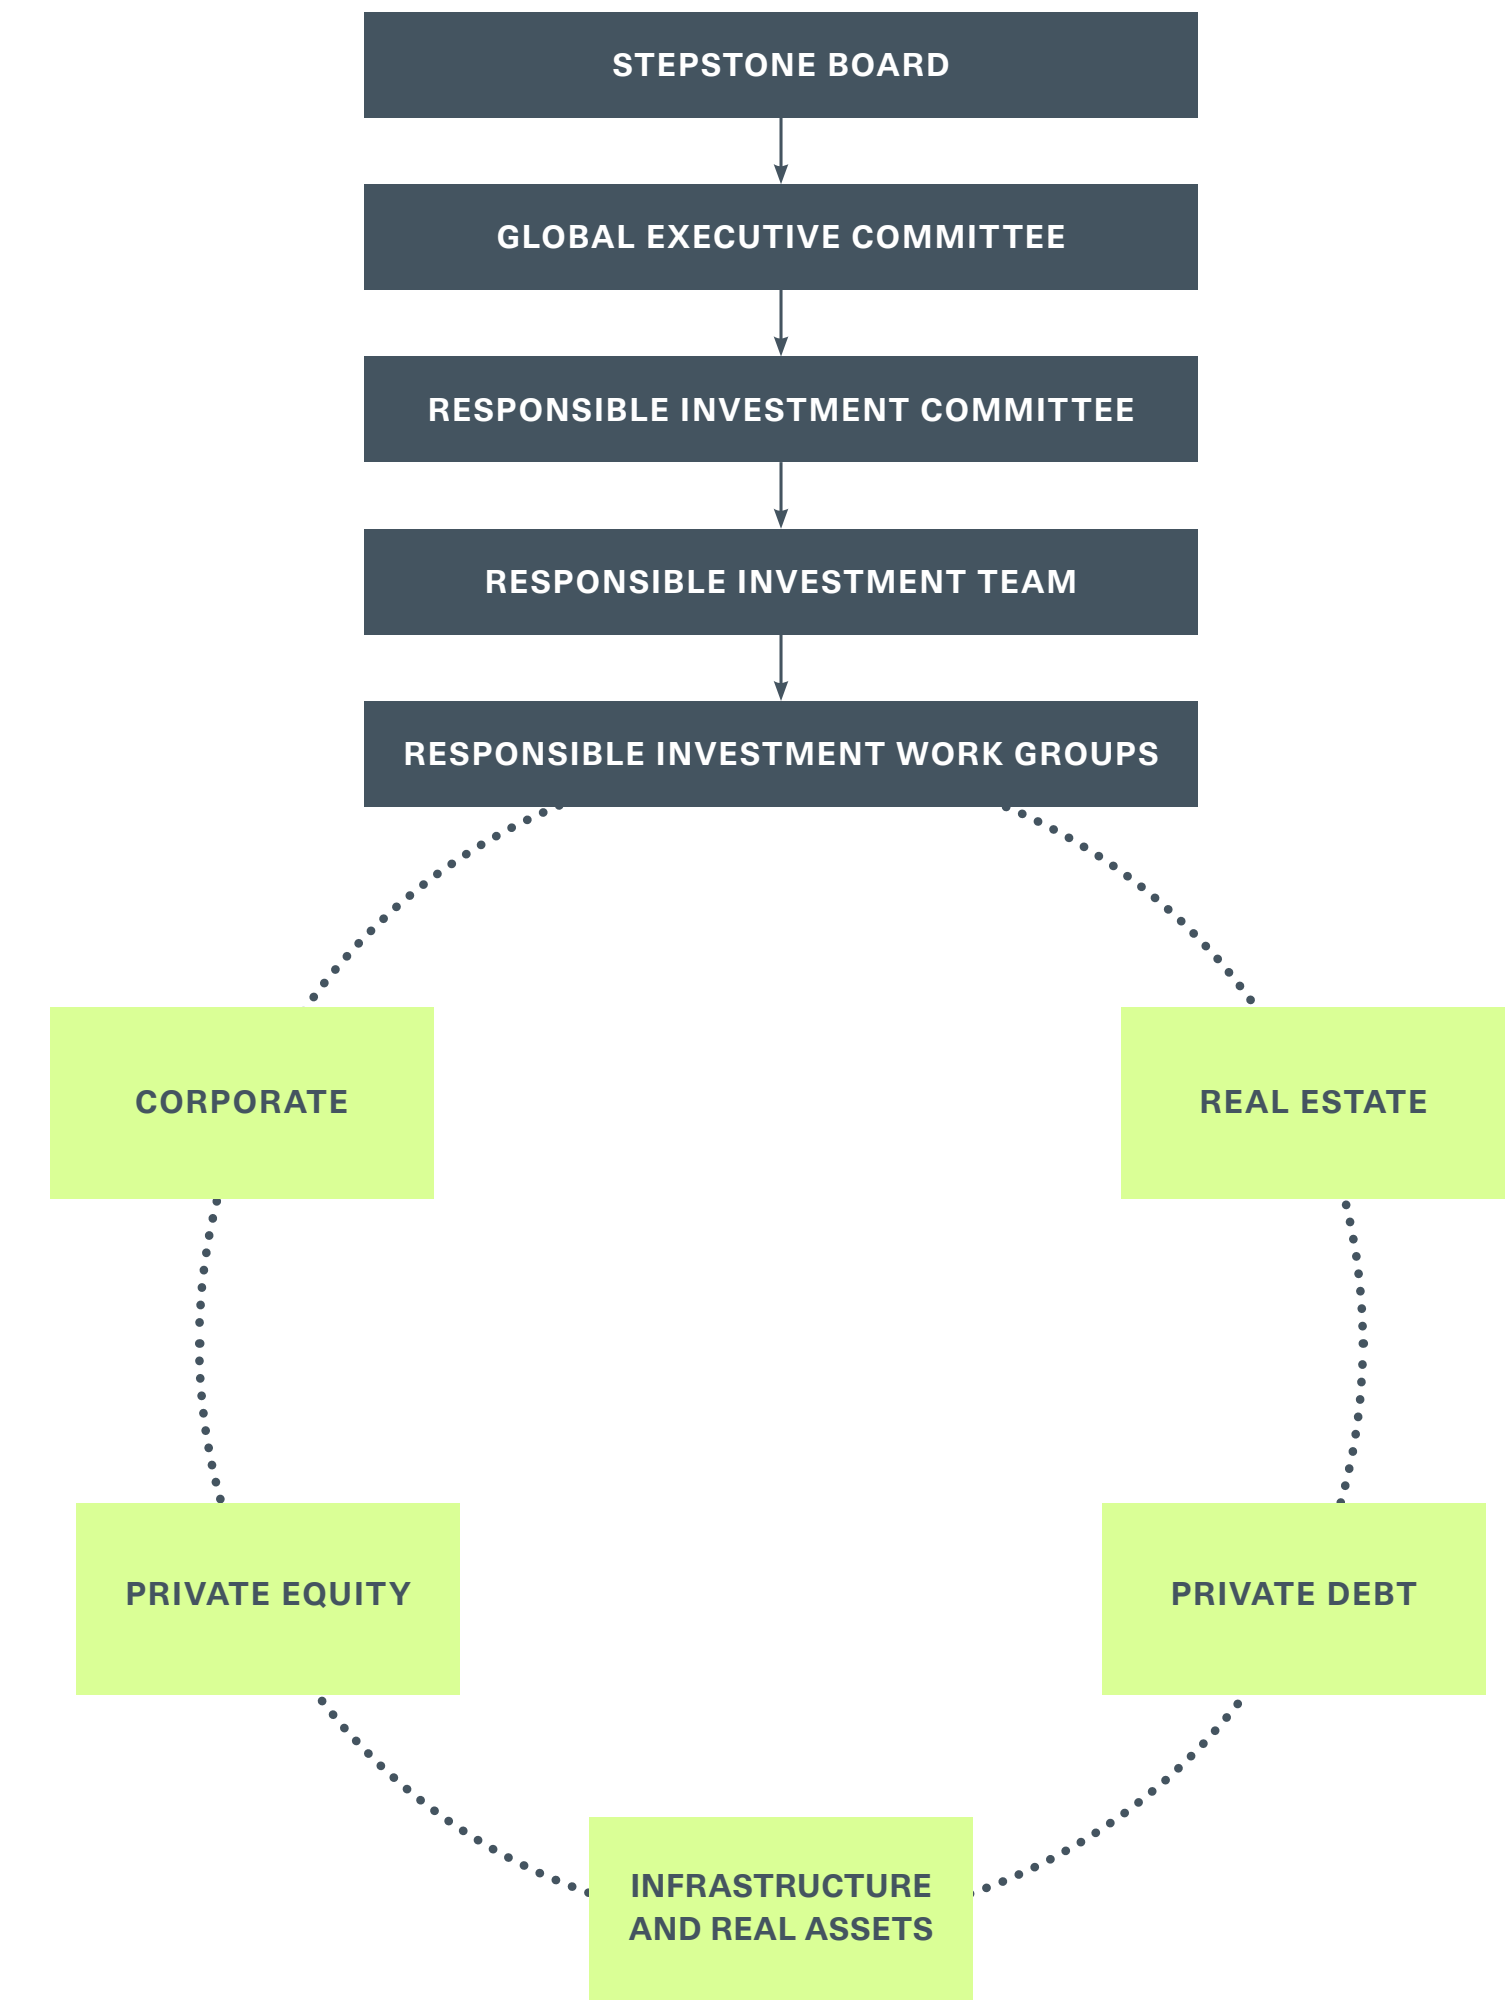 STEPSTONE BOARD
GLOBAL EXECUTIVE COMMITTEE
RESPONSIBLE INVESTMENT COMMITTEE
RESPONSIBLE INVESTMENT TEAM
RESPONSIBLE INVESTMENT WORK GROUPS
CORPORATE
REAL ESTATE
PRIVATE EQUITY
PRIVATE DEBT
INFRASTRUCTURE
AND REAL ASSETS